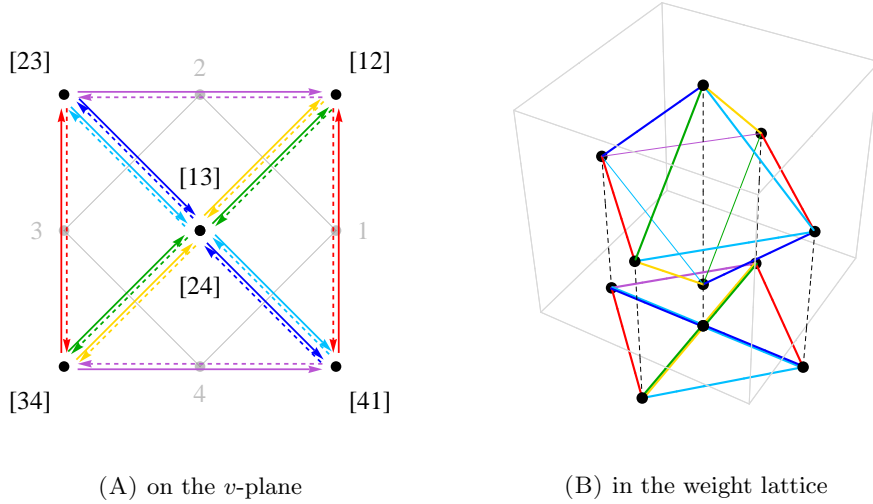 [23] 2 [12]
[13]
3 1
[24]
[34] 4 [41]
(A) on the v-plane
(B) in the weight lattice